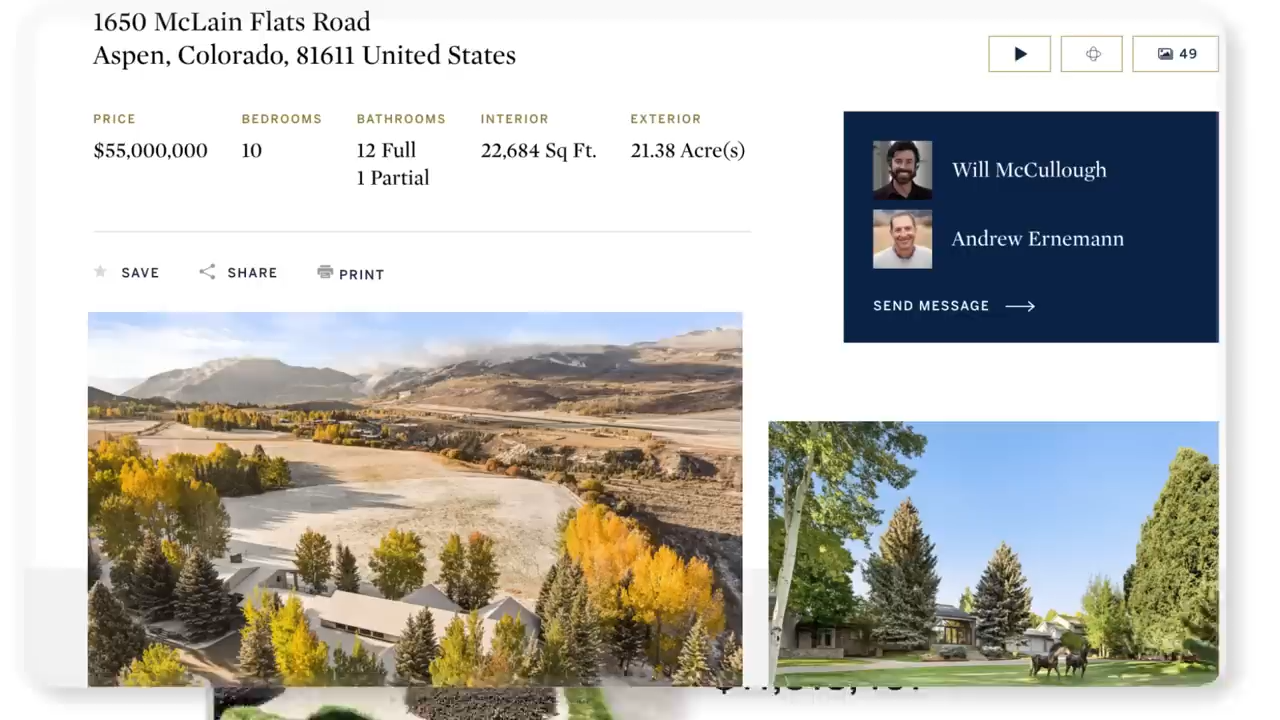 1650 McLain Flats Road
Aspen, Colorado, 81611 United States
49
PRICE BEDROOMS BATHROOMS INTERIOR EXTERIOR
$55,000,000 10 12 Full 22,684 Sq Ft. 21.38 Acre(s)
1 Partial
Will McCullough
Andrew Ernemann
SAVE SHARE PRINT
SEND MESSAGE